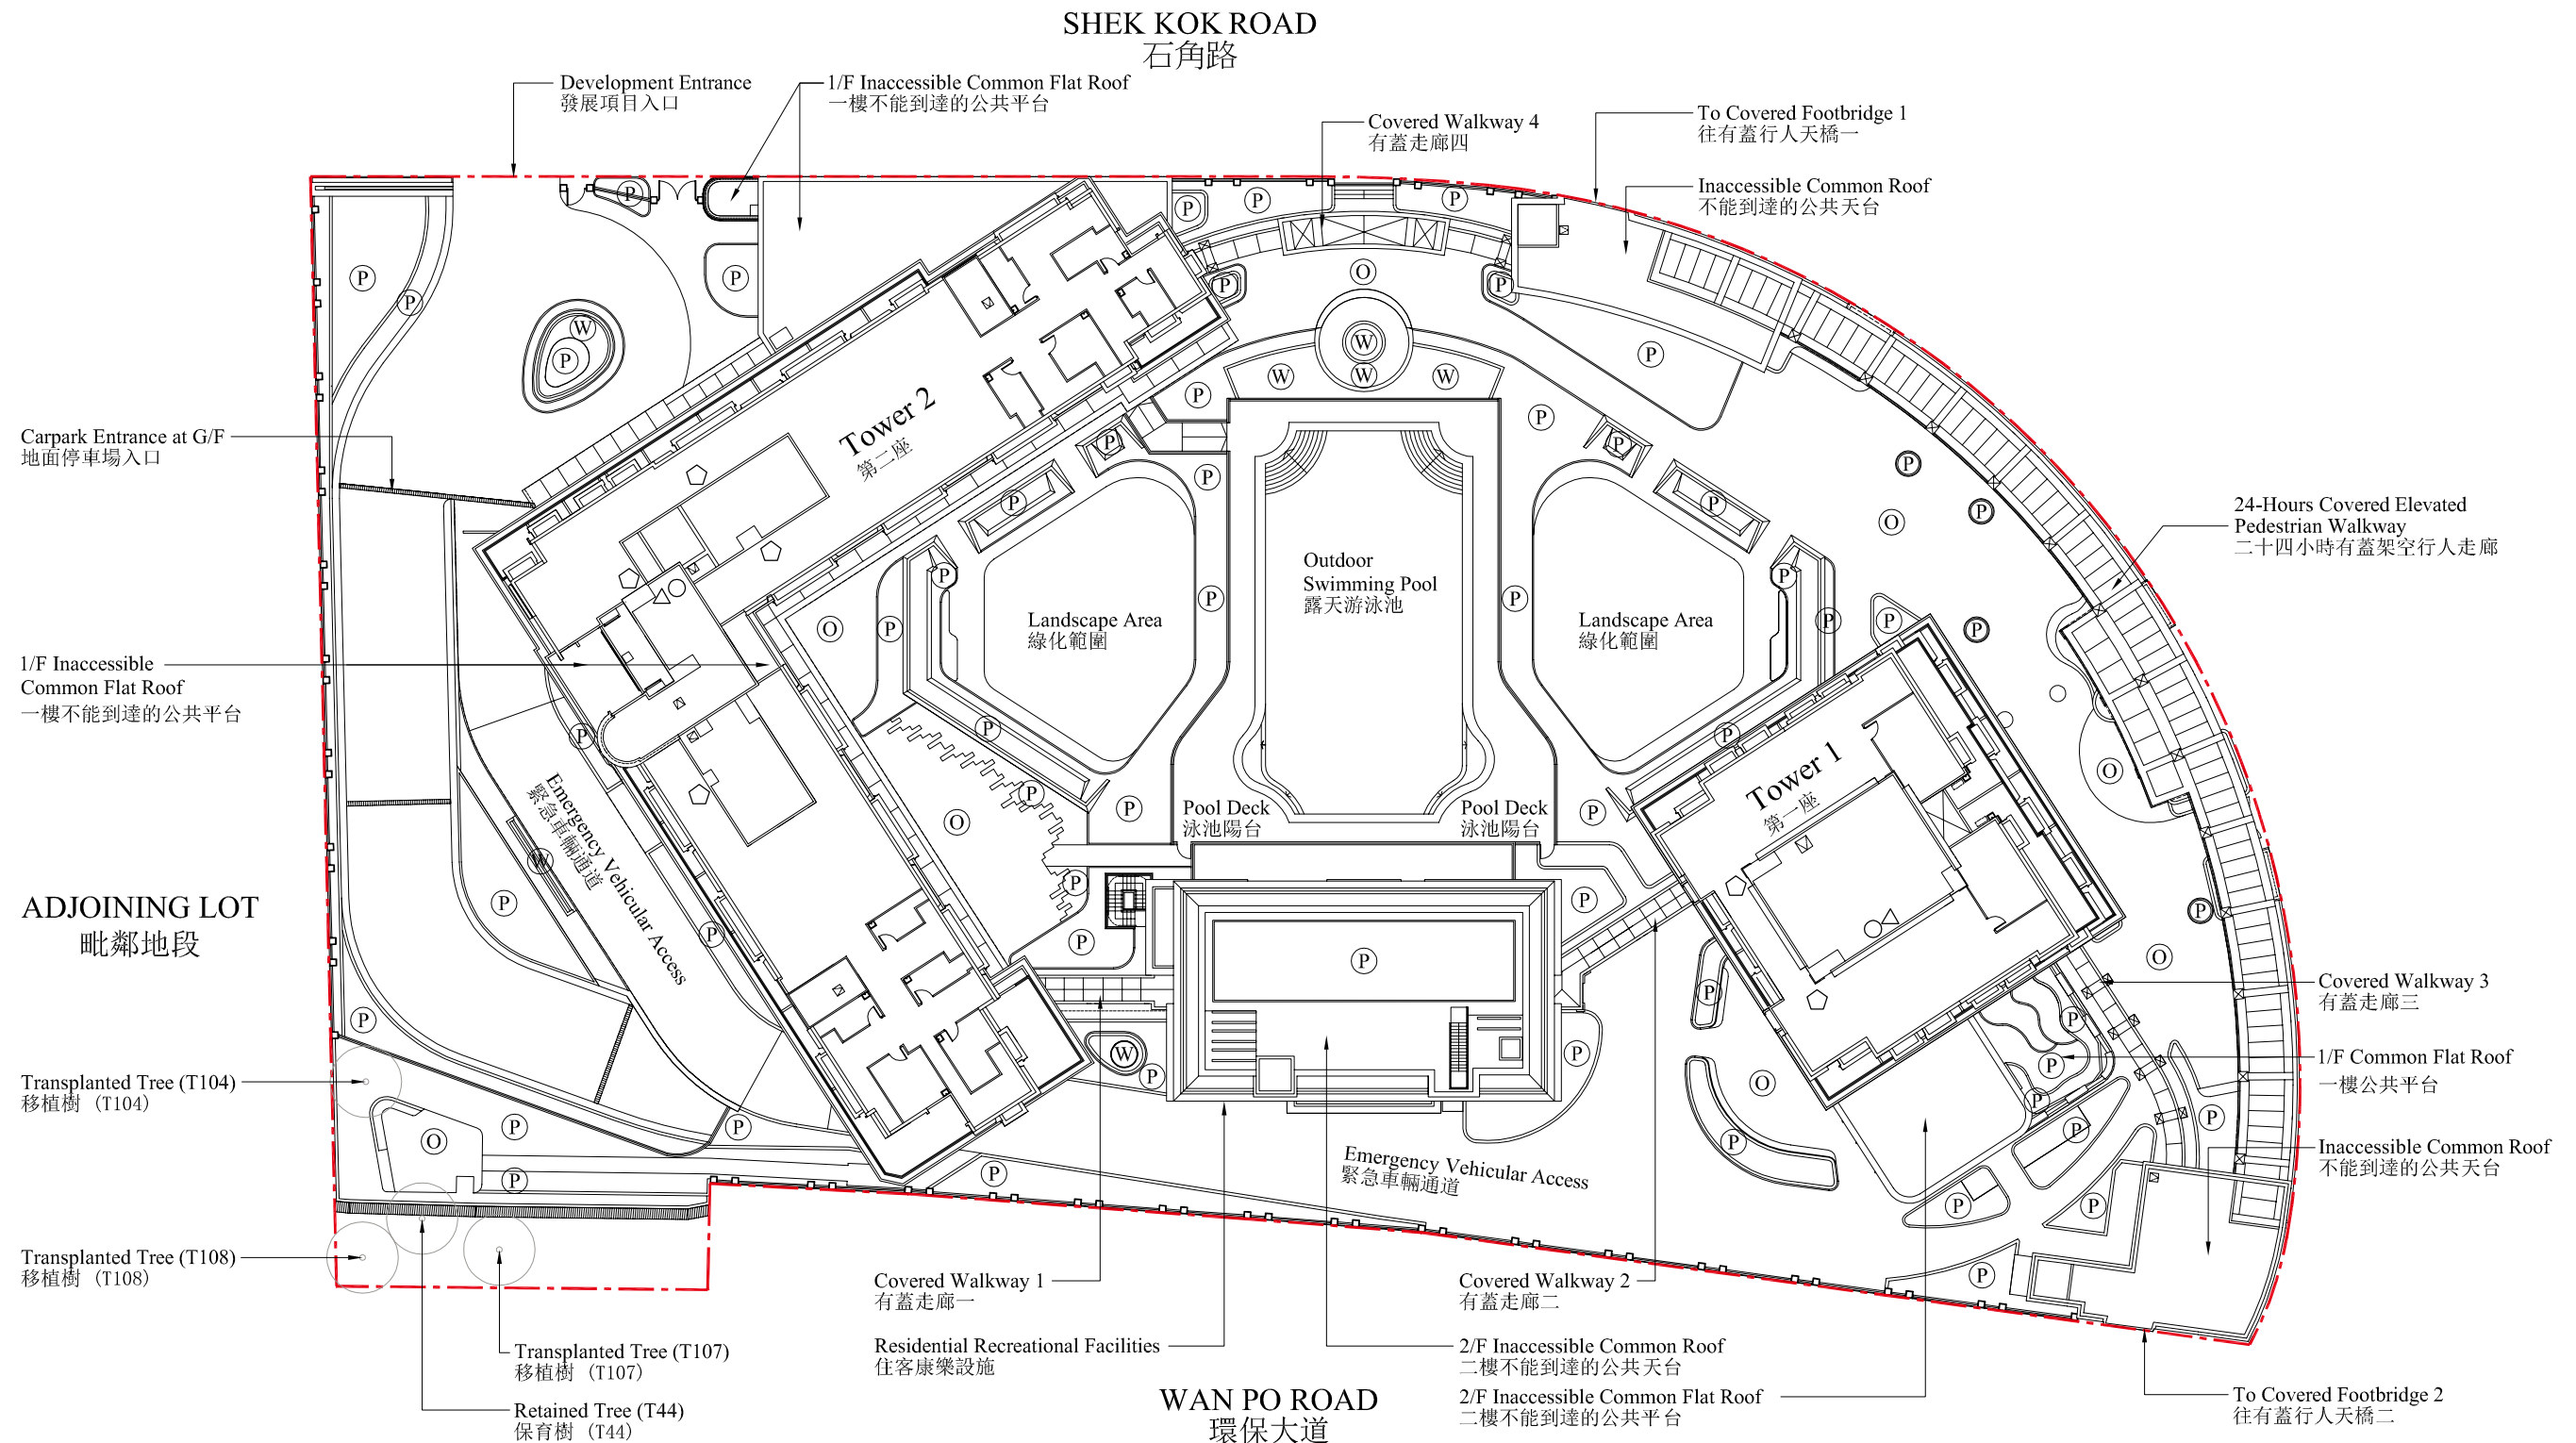 SHEK KOK ROAD
石角路
Development Entrance
發展項目入口
1/F Inaccessible Common Flat Roof
一樓不能到達的公共平台
Covered Walkway 4
有蓋走廊四
To Covered Footbridge 1
往有蓋行人天橋一
Inaccessible Common Roof
不能到達的公共天台
P
P
P
P
P
P
P
P
P
P
O
W
P
W
W
W
W
P
P
P
Carpark Entrance at G/F
地面停車場入口
Tower 2
第二座
P
P
P
P
P
P
P
P
O
24-Hours Covered Elevated
Pedestrian Walkway
二十四小時有蓋架空行人走廊
Outdoor
Swimming Pool
露天游泳池
P
P
P
P
O
P
P
P
P
Landscape Area
綠化範圍
Landscape Area
綠化範圍
1/F Inaccessible
Common Flat Roof
一樓不能到達的公共平台
P
P
P
Tower 1
第一座
O
P
O
P
P
Pool Deck
泳池陽台
Pool Deck
泳池陽台
Emergency Vehicular Access
緊急車輛通道
W
P
P
P
P
P
P
P
O
ADJOINING LOT
毗鄰地段
Covered Walkway 3
有蓋走廊三
P
P
P
P
W
P
P
P
P
1/F Common Flat Roof
一樓公共平台
Transplanted Tree (T104)
移植樹 (T104)
O
P
P
P
P
P
O
P
P
Inaccessible Common Roof
不能到達的公共天台
Emergency Vehicular Access
緊急車輛通道
P
P
P
P
P
Transplanted Tree (T108)
移植樹 (T108)
Covered Walkway 1
有蓋走廊一
Covered Walkway 2
有蓋走廊二
Residential Recreational Facilities
住客康樂設施
2/F Inaccessible Common Roof
二樓不能到達的公共天台
Transplanted Tree (T107)
移植樹 (T107)
WAN PO ROAD
環保大道
2/F Inaccessible Common Flat Roof
二樓不能到達的公共平台
To Covered Footbridge 2
往有蓋行人天橋二
Retained Tree (T44)
保育樹 (T44)